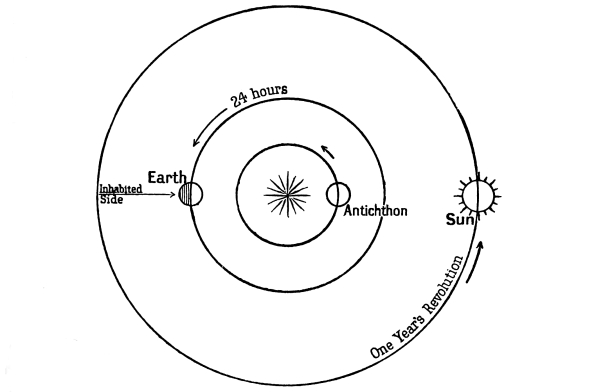 24 hours
Earth
Inhabited
Side
Antichthon
Sun
One Year's Revolution